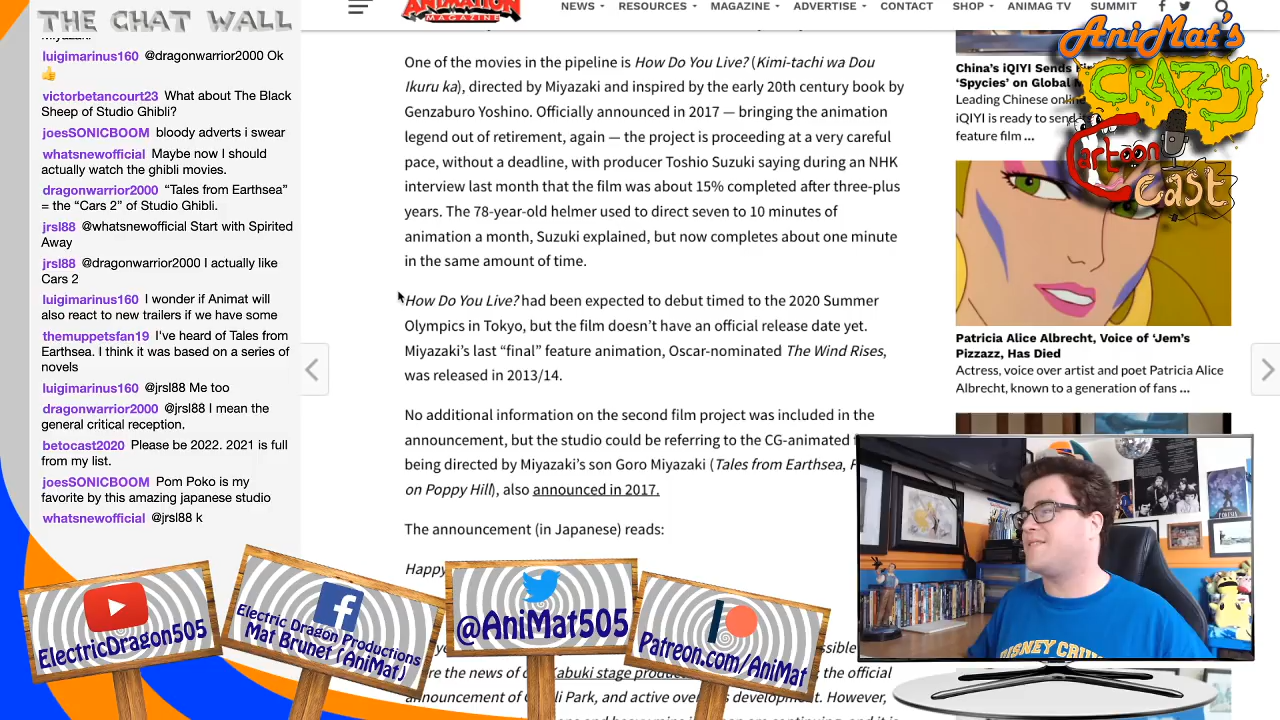 THE CHAT WALL
luigimarinus160 @dragonwarrior2000 Ok
👍
victorbetancourt23 What about The Black
Sheep of Studio Ghibli?
joesSONICBOOM bloody adverts i swear
whatsnewofficial Maybe now I should
actually watch the ghibli movies.
dragonwarrior2000 “Tales from Earthsea”
= the “Cars 2” of Studio Ghibli.
jrsl88 @whatsnewofficial Start with Spirited
Away
jrsl88 @dragonwarrior2000 I actually like
Cars 2
luigimarinus160 I wonder if Animat will
also react to new trailers if we have some
themuppetsfan19 I've heard of Tales from
Earthsea. I think it was based on a series of
novels
luigimarinus160 @jrsl88 Me too
dragonwarrior2000 @jrsl88 I mean the
general critical reception.
betocast2020 Please be 2022. 2021 is full
from my list.
joesSONICBOOM Pom Poko is my
favorite by this amazing japanese studio
whatsnewofficial @jrsl88 k
ANIMATION
MAGAZINE
NEWS RESOURCES MAGAZINE ADVERTISE CONTACT SHOP ANIMAG TV SUMMIT
One of the movies in the pipeline is How Do You Live? (Kimi-tachi wa Dou
Ikuru ka), directed by Miyazaki and inspired by the early 20th century book by
Genzaburo Yoshino. Officially announced in 2017 — bringing the animation
legend out of retirement, again — the project is proceeding at a very careful
pace, without a deadline, with producer Toshio Suzuki saying during an NHK
interview last month that the film was about 15% completed after three-plus
years. The 78-year-old helmer used to direct seven to 10 minutes of
animation a month, Suzuki explained, but now completes about one minute
in the same amount of time.
How Do You Live? had been expected to debut timed to the 2020 Summer
Olympics in Tokyo, but the film doesn’t have an official release date yet.
Miyazaki’s last “final” feature animation, Oscar-nominated The Wind Rises,
was released in 2013/14.
No additional information on the second film project was included in the
announcement, but the studio could be referring to the CG-animated
being directed by Miyazaki’s son Goro Miyazaki (Tales from Earthsea,
on Poppy Hill), also announced in 2017.
The announcement (in Japanese) reads:
Happy
the news of
the official
announcement of Park, and active development. However,
China’s iQIYI Sends
‘Spycies’ on Global
Leading Chinese
iQIYI is ready to send
feature film ...
Patricia Alice Albrecht, Voice of ‘Jem’s
Pizzazz, Has Died
Actress, voice over artist and poet Patricia Alice
Albrecht, known to a generation of fans ...
AniMat's
CRAZY
Cartoon
Cast
DISNEY CRUISE
ElectricDragon505
Electric Dragon Productions
Mat Brunet (AniMat)
@AniMat505
Patreon.com/AniMat